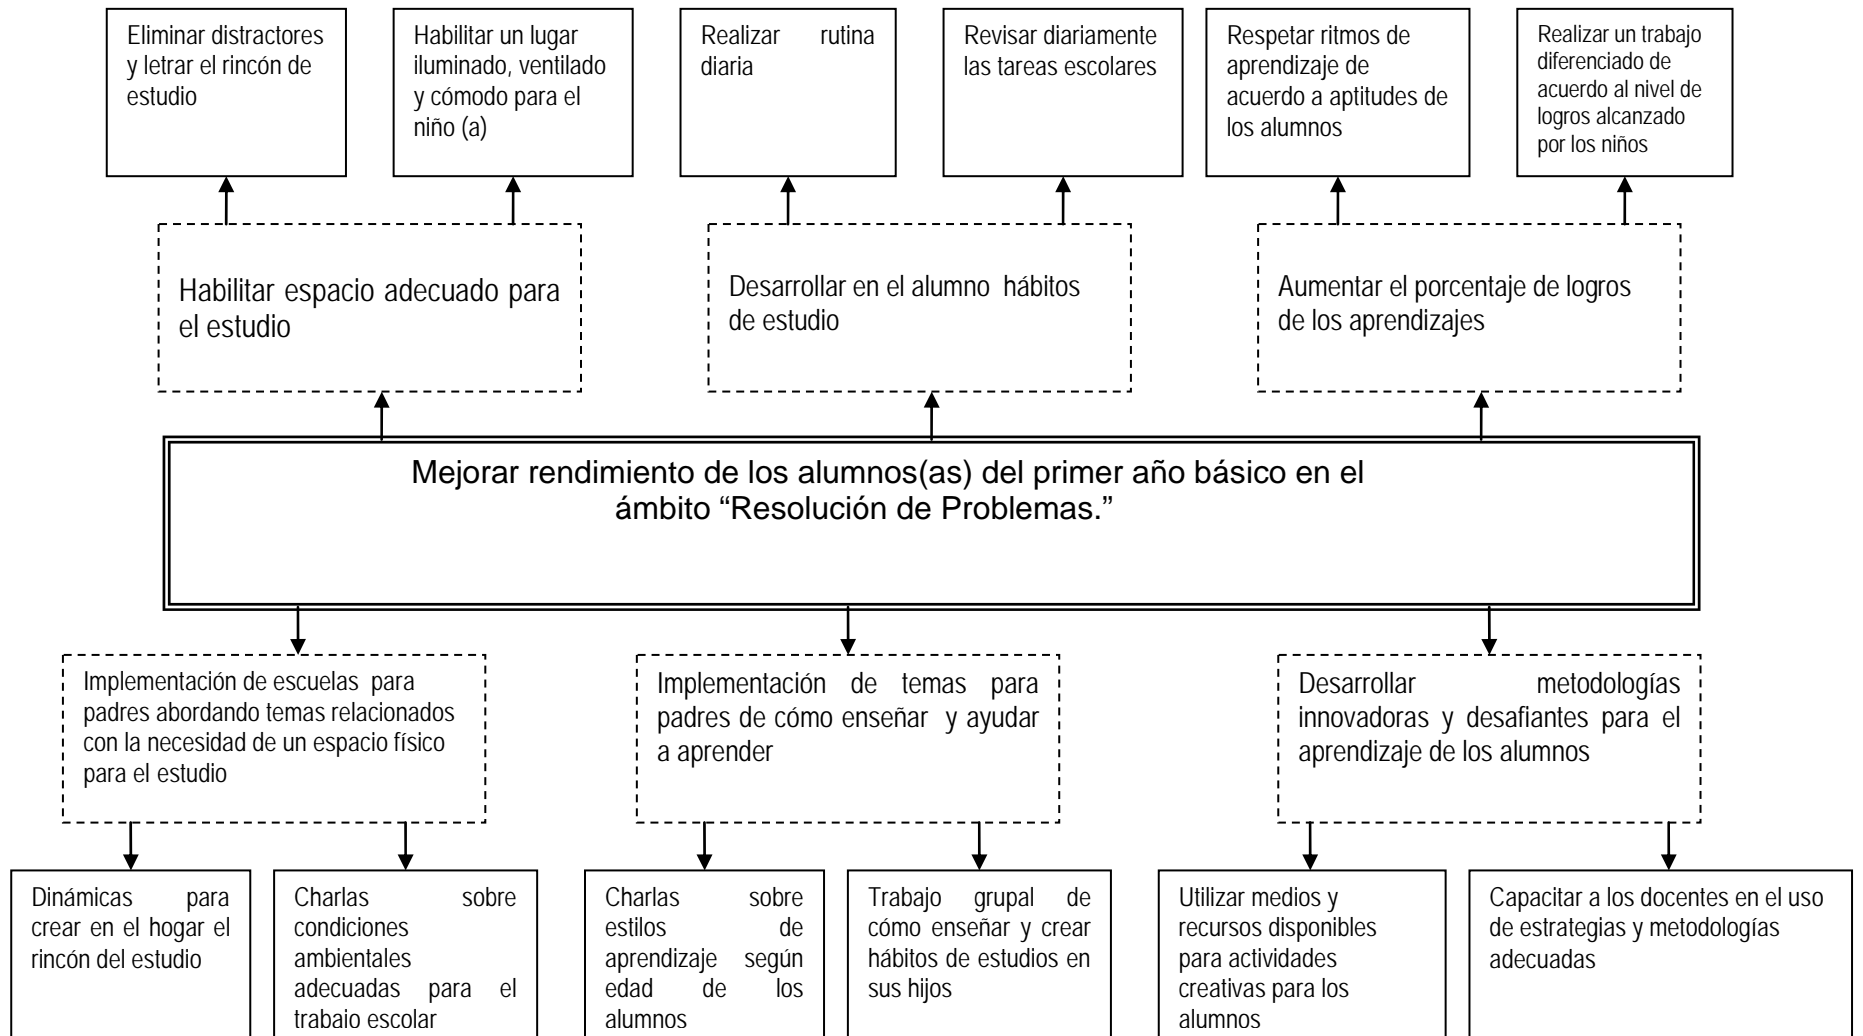 Eliminar distractores
y letrar el rincón de
estudio
Habilitar un lugar
iluminado, ventilado
y cómodo para el
niño (a)
Realizar rutina
diaria
Revisar diariamente
las tareas escolares
Respetar ritmos de
aprendizaje de
acuerdo a aptitudes de
los alumnos
Realizar un trabajo
diferenciado de
acuerdo al nivel de
logros alcanzado
por los niños
Habilitar espacio adecuado para
el estudio
Desarrollar en el alumno hábitos
de estudio
Aumentar el porcentaje de logros
de los aprendizajes
Mejorar rendimiento de los alumnos(as) del primer año básico en el
ámbito “Resolución de Problemas.”
Implementación de escuelas para
padres abordando temas relacionados
con la necesidad de un espacio físico
para el estudio
Implementación de temas para
padres de cómo enseñar y ayudar
a aprender
Desarrollar metodologías
innovadoras y desafiantes para el
aprendizaje de los alumnos
Dinámicas para
crear en el hogar el
rincón del estudio
Charlas sobre
condiciones
ambientales
adecuadas para el
trabajo escolar
Charlas sobre
estilos de
aprendizaje según
edad de los
alumnos
Trabajo grupal de
cómo enseñar y crear
hábitos de estudios en
sus hijos
Utilizar medios y
recursos disponibles
para actividades
creativas para los
alumnos
Capacitar a los docentes en el uso
de estrategias y metodologías
adecuadas